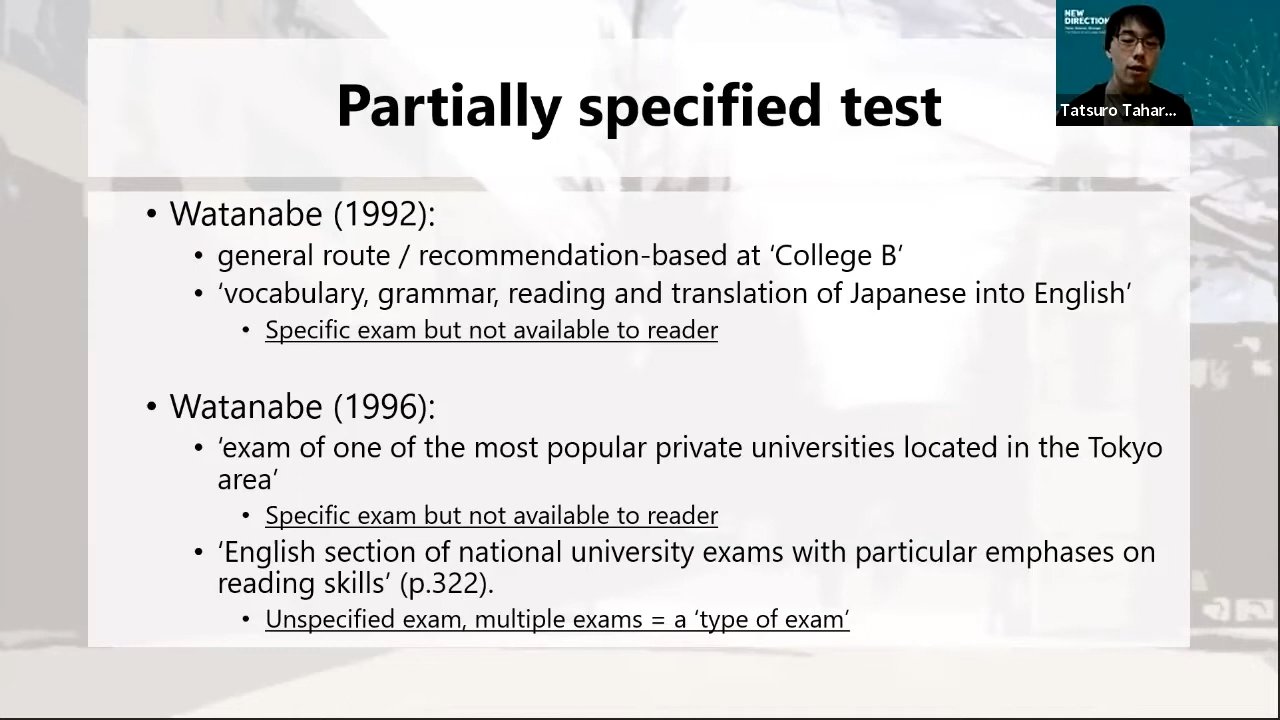 Partially specified test
NEW
DIRECTION
Tatsuro Tahar...
• Watanabe (1992):
• general route / recommendation-based at ‘College B’
• ‘vocabulary, grammar, reading and translation of Japanese into English’
• Specific exam but not available to reader
• Watanabe (1996):
• ‘exam of one of the most popular private universities located in the Tokyo
area’
• Specific exam but not available to reader
• ‘English section of national university exams with particular emphases on
reading skills’ (p.322).
• Unspecified exam, multiple exams = a ‘type of exam’